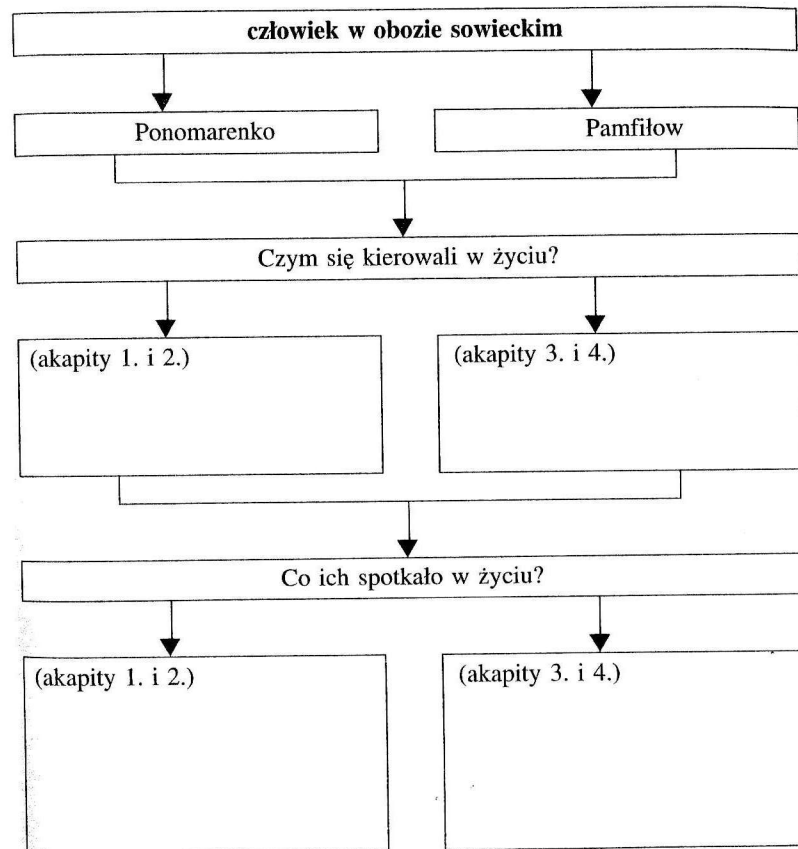 człowiek w obozie sowieckim
Ponomarenko
Pamfiłow
Czym się kierowali w życiu?
(akapity 1. i 2.)
(akapity 3. i 4.)
Co ich spotkało w życiu?
(akapity 1. i 2.)
(akapity 3. i 4.)